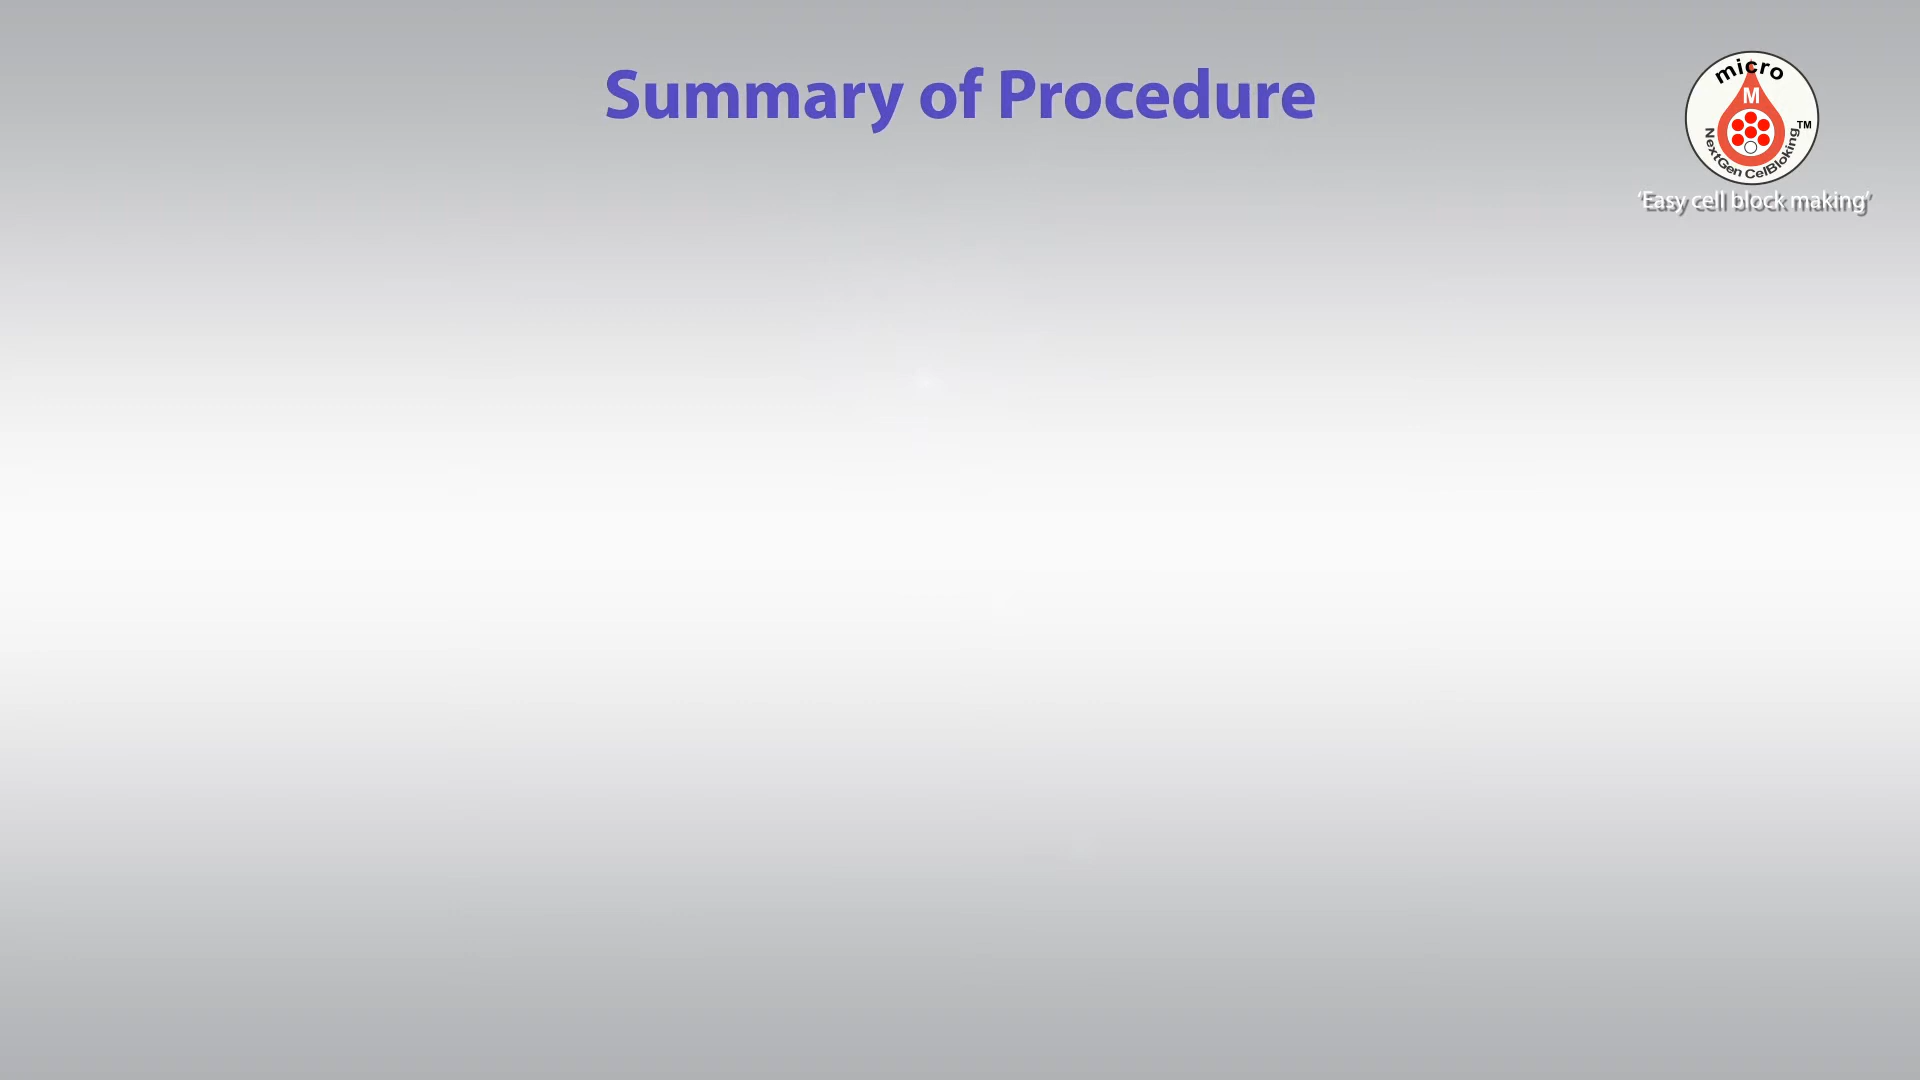 Summary of Procedure
micro
M
TM
NextGen CelBloking
'Easy cell block making'